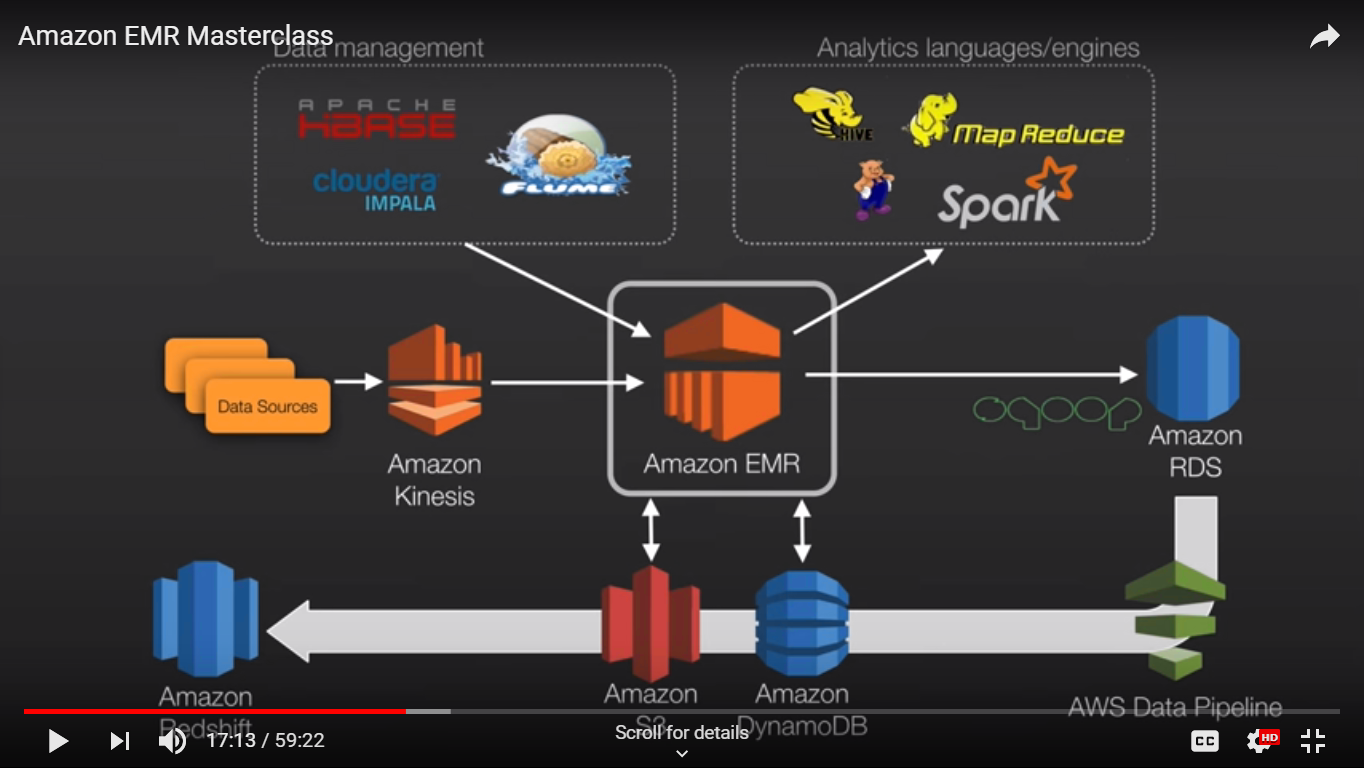 Amazon EMR Masterclass
Data management
Analytics languages/engines
APACHE
HBASE
cloudera
IMPALA
FLUME
HIVE
Map Reduce
Spark
Data Sources
Amazon
Kinesis
Amazon EMR
sqoop
Amazon
RDS
Amazon
Redshift
Amazon
S3
Amazon
DynamoDB
AWS Data Pipeline
Scroll for details
17:13 / 59:22
CC
HD